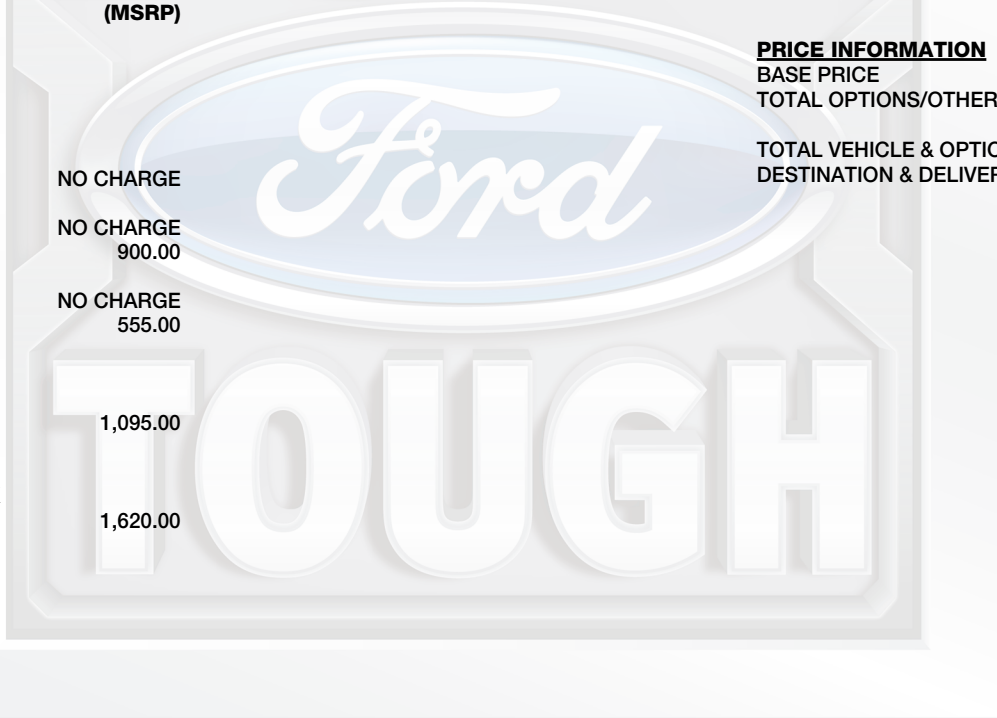 (MSRP)
NO CHARGE
NO CHARGE
900.00
NO CHARGE
555.00
1,095.00
1,620.00
PRICE INFORMATION
BASE PRICE
TOTAL OPTIONS/OTHER
TOTAL VEHICLE & OPTIO
DESTINATION & DELIVER
Ford
TOUGH